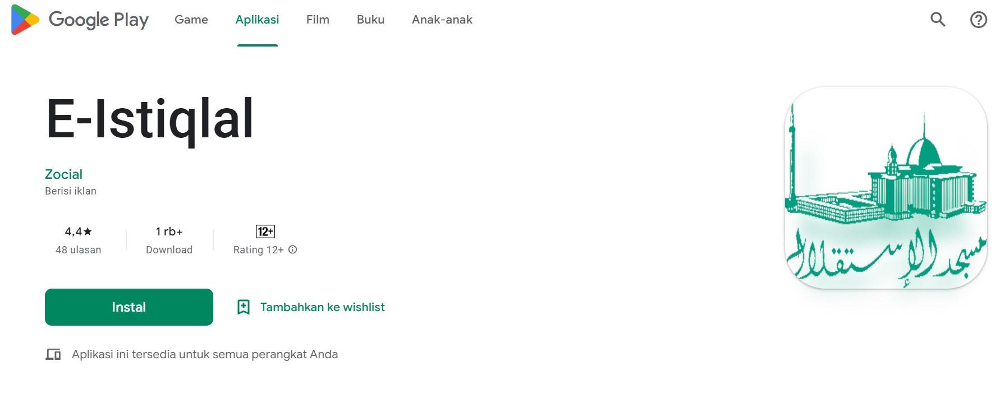 Google Play Game Aplikasi Film Buku Anak-anak
E-Istiqlal
Zocial
Berisi iklan
4,4★ 1 rb+ 12+
48 ulasan Download Rating 12+
Instal Tambahkan ke wishlist
Aplikasi ini tersedia untuk semua perangkat Anda
مسجد الإستقلال